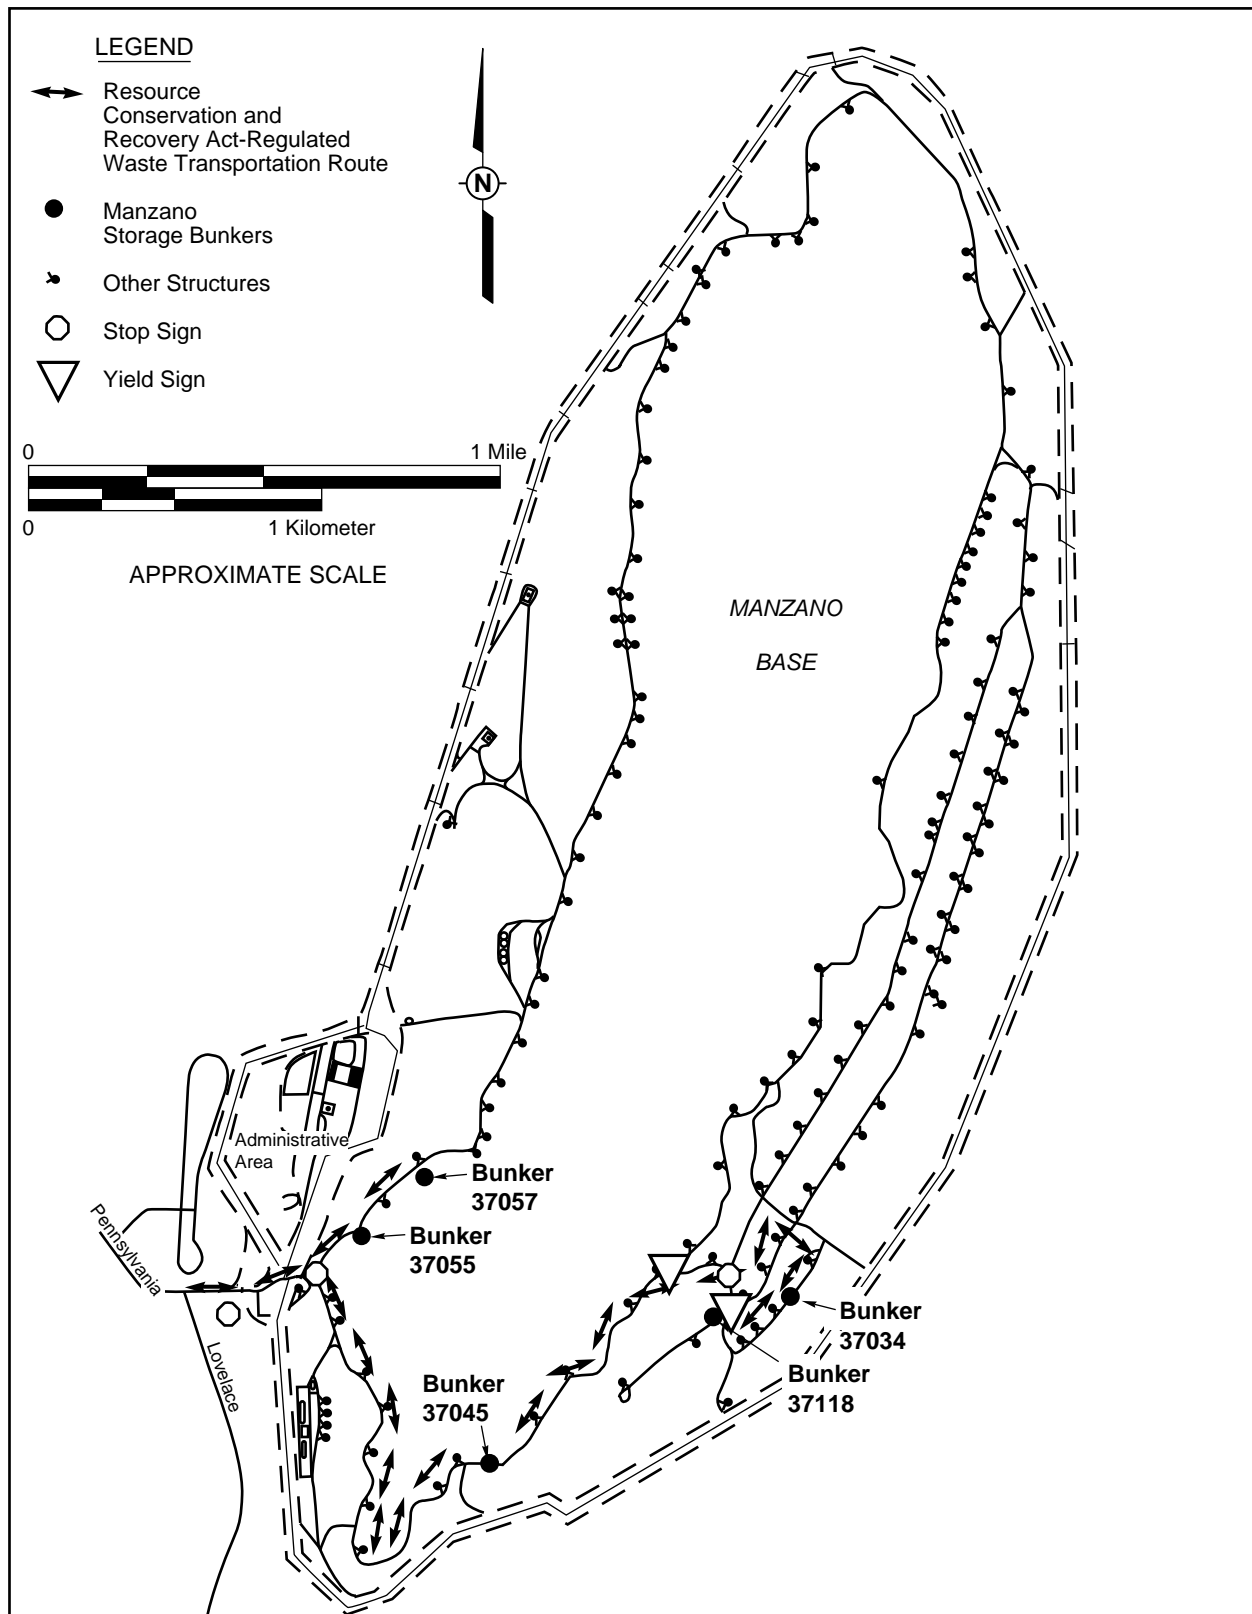 LEGEND
Resource
Conservation and
Recovery Act-Regulated
Waste Transportation Route
Manzano
Storage Bunkers
Other Structures
Stop Sign
Yield Sign
N
0 1 Mile
0 1 Kilometer
APPROXIMATE SCALE
MANZANO
BASE
Administrative
Area
Pennsylvania
Lovelace
Bunker
37057
Bunker
37055
Bunker
37045
Bunker
37034
Bunker
37118